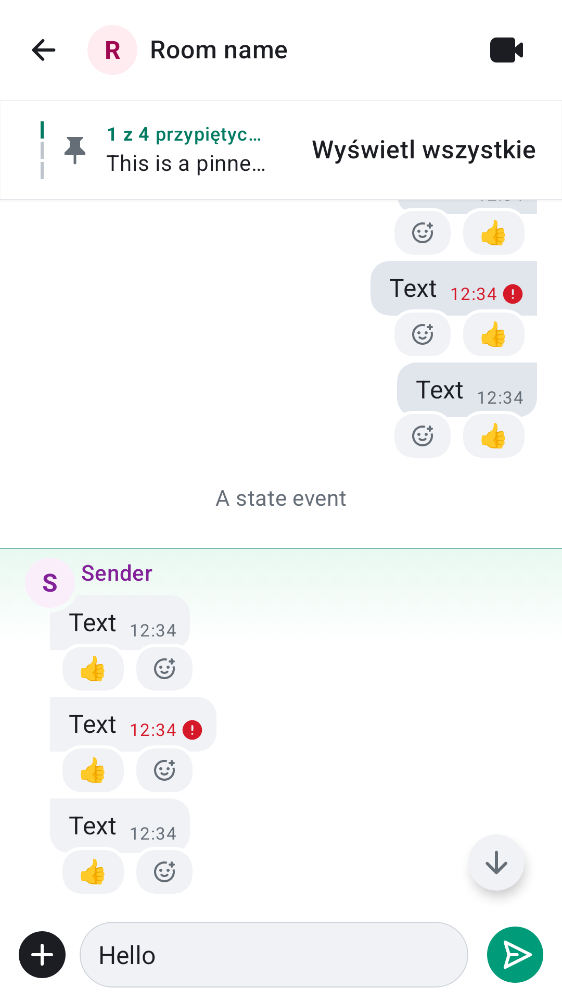 R Room name
1 z 4 przypiętyc…
This is a pinne…
Wyświetl wszystkie
Text 12:34
Text 12:34
A state event
S Sender
Text 12:34
Text 12:34
Text 12:34
Hello